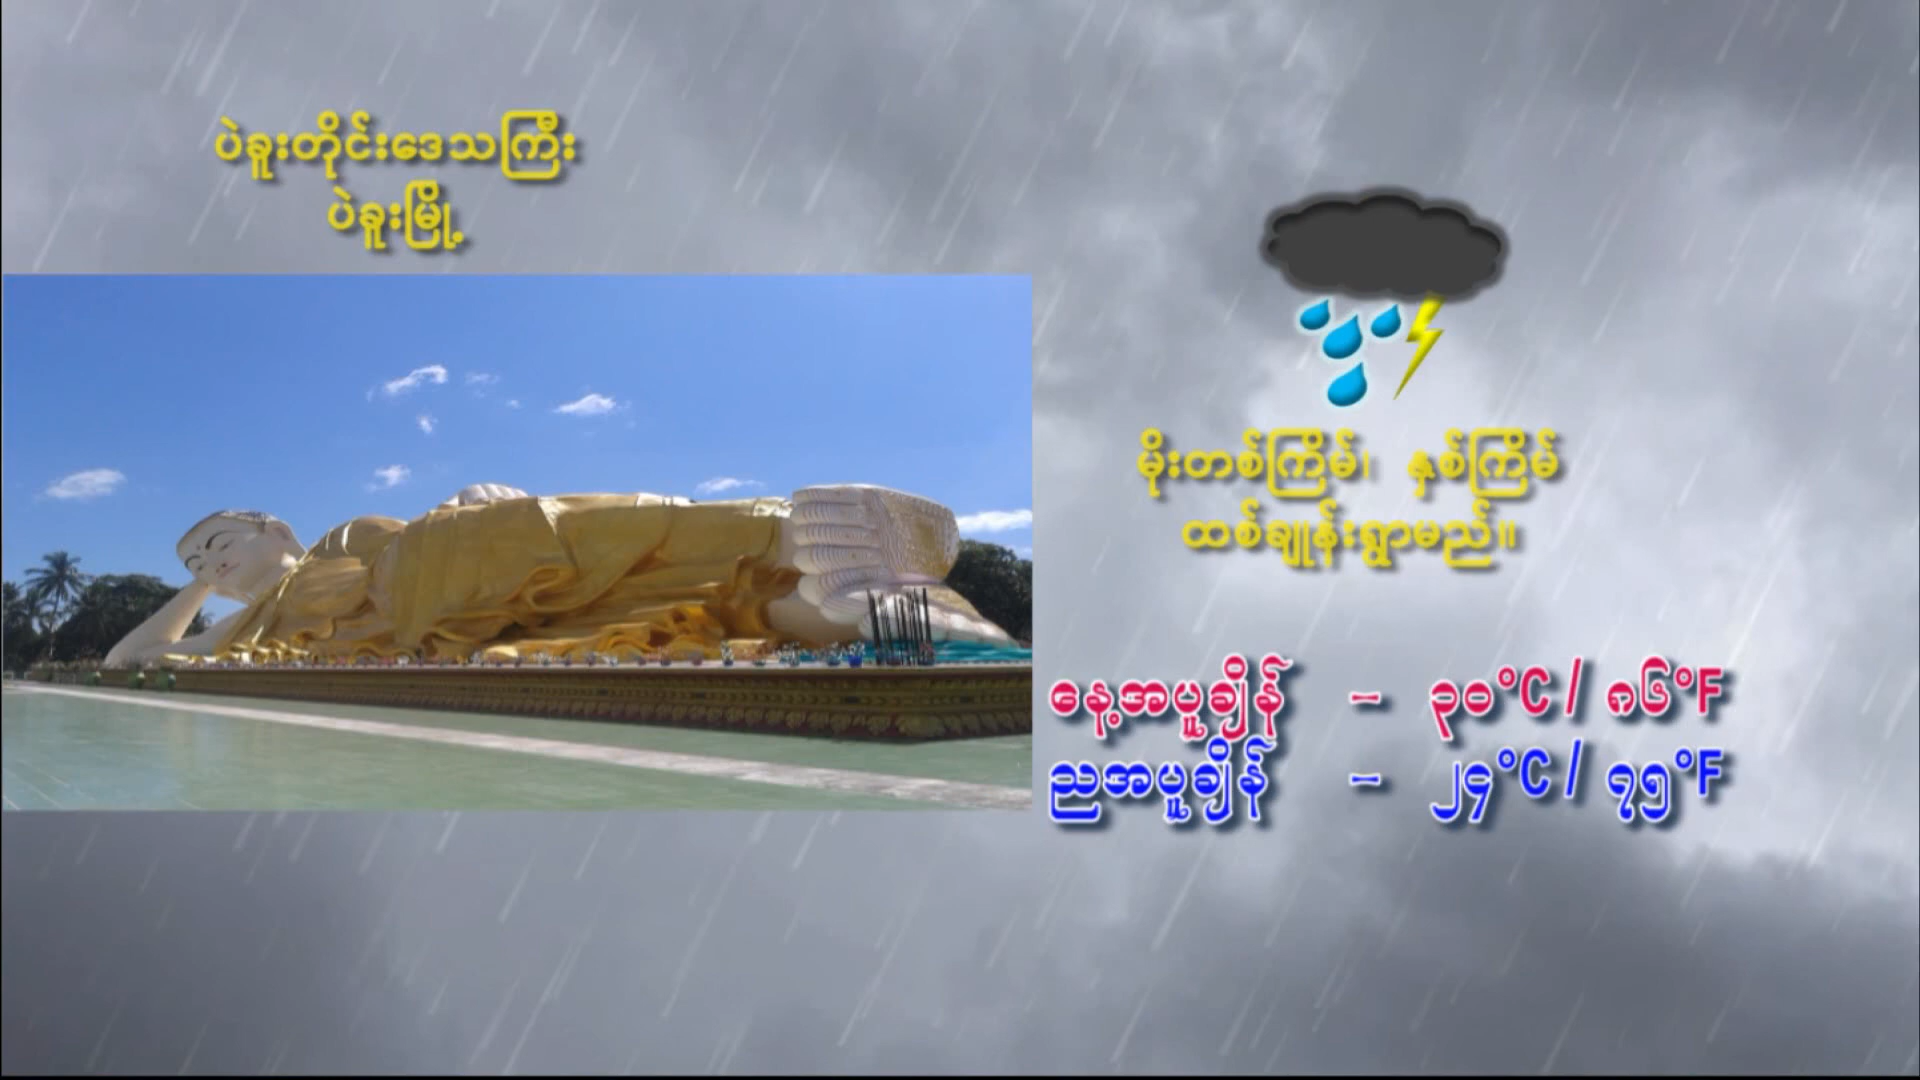 ပဲခူးတိုင်းဒေသကြီး
ပဲခူးမြို့
မိုးတစ်ကြိမ်၊ နှစ်ကြိမ်
ထစ်ချုန်းရွာမည်။
နေ့အပူချိန် - ၃၀°C / ၈၆°F
ညအပူချိန် - ၂၄°C / ၇၅°F